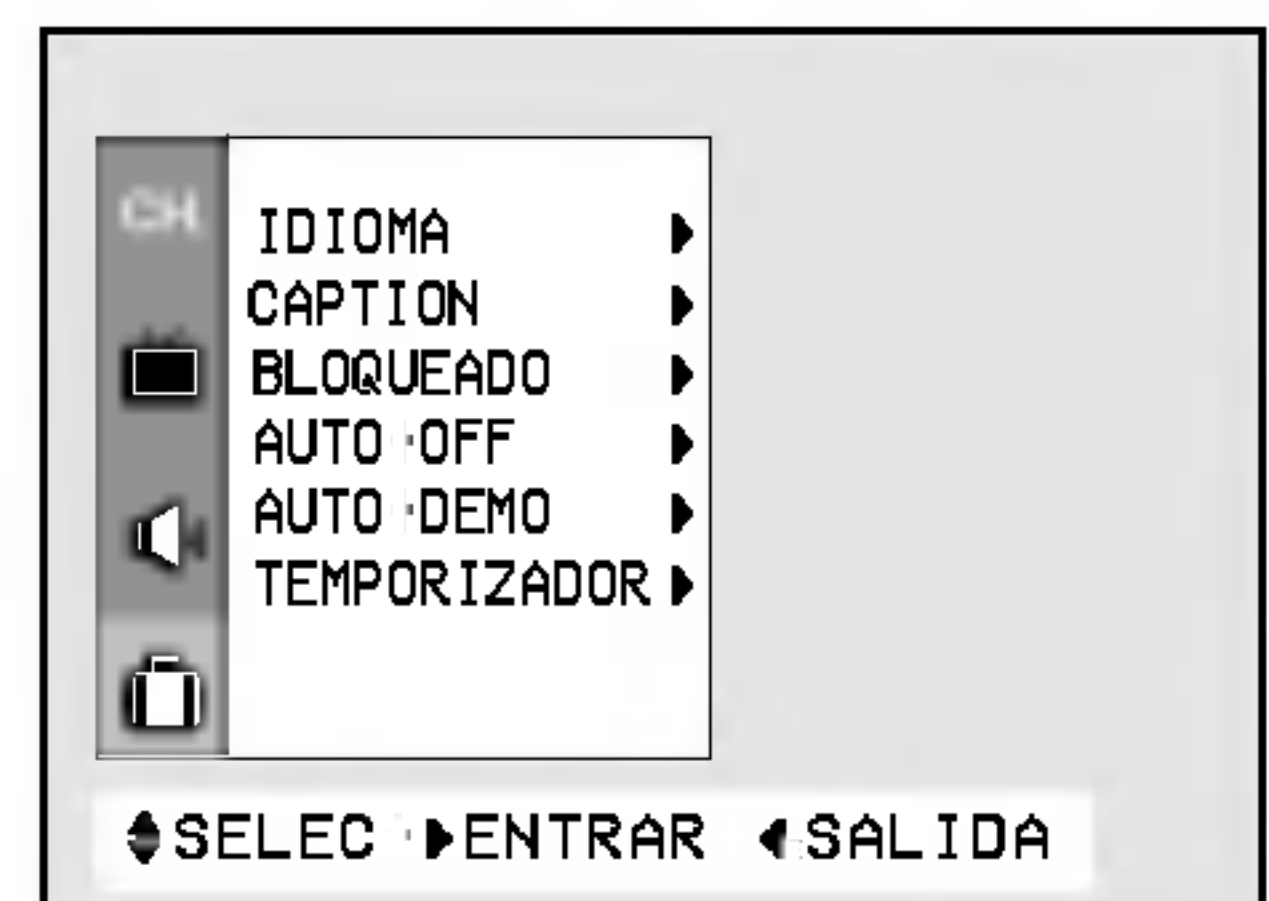 CH
IDIOMA
CAPTION
BLOQUEADO
AUTO OFF
AUTO DEMO
TEMPORIZADOR
SELEC ENTRAR SALIDA